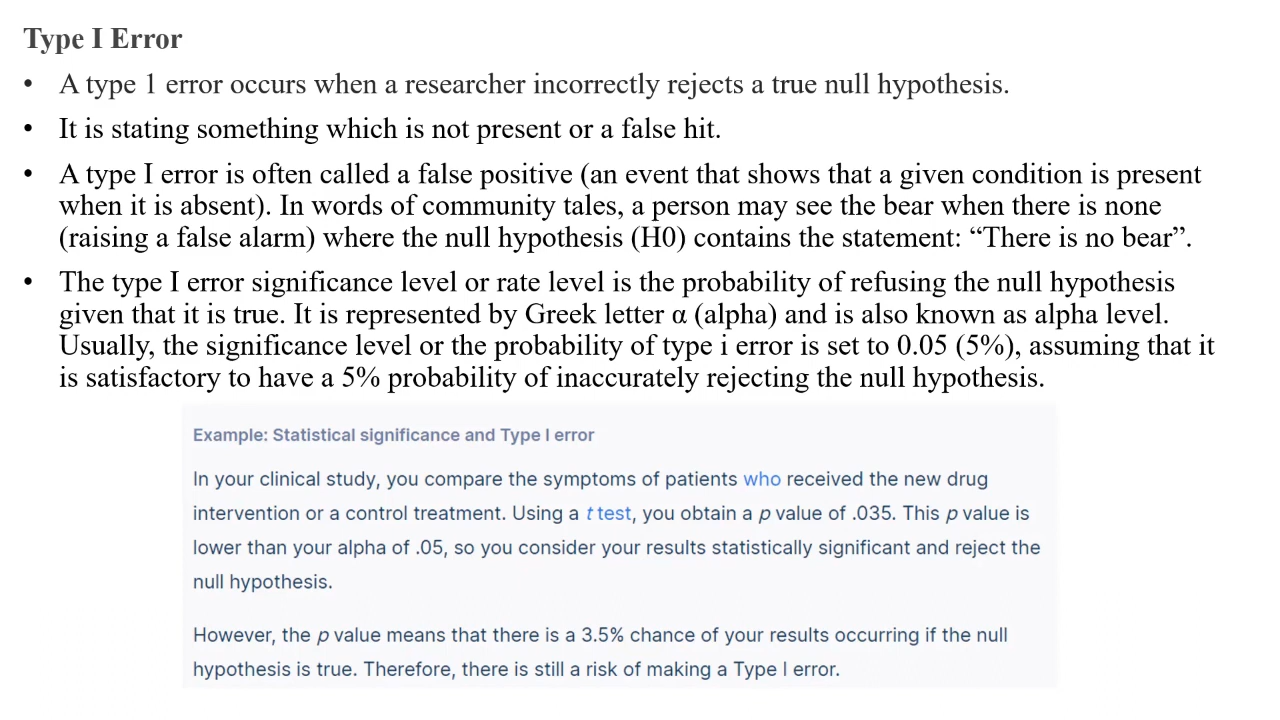 Type I Error
• A type 1 error occurs when a researcher incorrectly rejects a true null hypothesis.
• It is stating something which is not present or a false hit.
• A type I error is often called a false positive (an event that shows that a given condition is present
when it is absent). In words of community tales, a person may see the bear when there is none
(raising a false alarm) where the null hypothesis (H0) contains the statement: “There is no bear”.
• The type I error significance level or rate level is the probability of refusing the null hypothesis
given that it is true. It is represented by Greek letter α (alpha) and is also known as alpha level.
Usually, the significance level or the probability of type i error is set to 0.05 (5%), assuming that it
is satisfactory to have a 5% probability of inaccurately rejecting the null hypothesis.
Example: Statistical significance and Type I error
In your clinical study, you compare the symptoms of patients who received the new drug
intervention or a control treatment. Using a t test, you obtain a p value of .035. This p value is
lower than your alpha of .05, so you consider your results statistically significant and reject the
null hypothesis.
However, the p value means that there is a 3.5% chance of your results occurring if the null
hypothesis is true. Therefore, there is still a risk of making a Type I error.